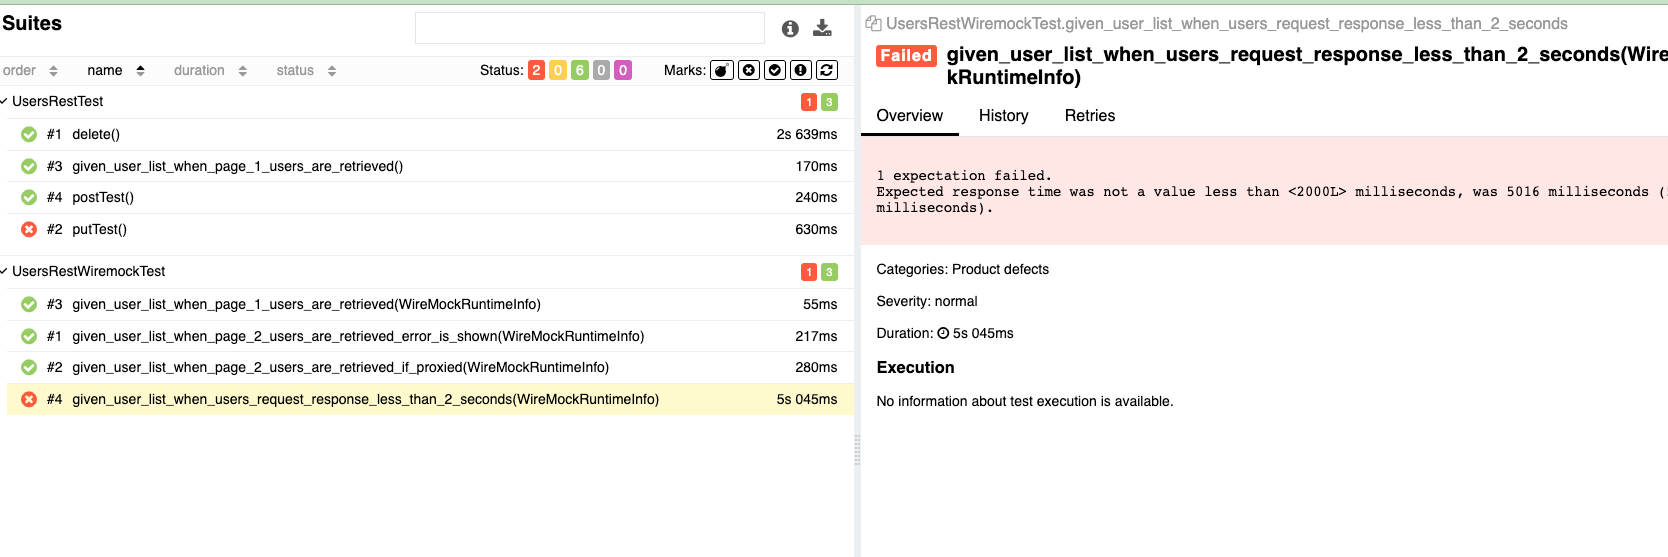 Suites
order name duration status Status: 2 0 6 0 0 Marks:
UsersRestTest 1 3
#1 delete() 2s 639ms
#3 given_user_list_when_page_1_users_are_retrieved() 170ms
#4 postTest() 240ms
#2 putTest() 630ms
UsersRestWiremockTest 1 3
#3 given_user_list_when_page_1_users_are_retrieved(WireMockRuntimeInfo) 55ms
#1 given_user_list_when_page_2_users_are_retrieved_error_is_shown(WireMockRuntimeInfo) 217ms
#2 given_user_list_when_page_2_users_are_retrieved_if_proxied(WireMockRuntimeInfo) 280ms
#4 given_user_list_when_users_request_response_less_than_2_seconds(WireMockRuntimeInfo) 5s 045ms
UsersRestWiremockTest.given_user_list_when_users_request_response_less_than_2_seconds
Failed given_user_list_when_users_request_response_less_than_2_seconds(Wire
kRuntimeInfo)
Overview History Retries
1 expectation failed.
Expected response time was not a value less than <2000L> milliseconds, was 5016 milliseconds (
milliseconds).
Categories: Product defects
Severity: normal
Duration: 5s 045ms
Execution
No information about test execution is available.